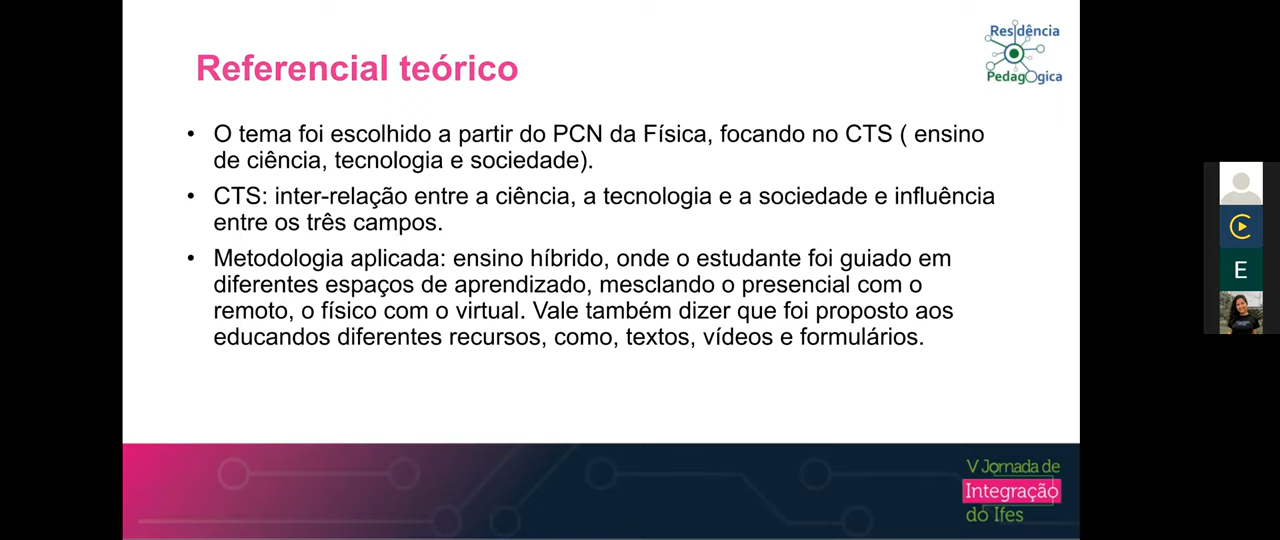 Referencial teórico
Residência
Pedagógica
• O tema foi escolhido a partir do PCN da Física, focando no CTS ( ensino
de ciência, tecnologia e sociedade).
• CTS: inter-relação entre a ciência, a tecnologia e a sociedade e influência
entre os três campos.
• Metodologia aplicada: ensino híbrido, onde o estudante foi guiado em
diferentes espaços de aprendizado, mesclando o presencial com o
remoto, o físico com o virtual. Vale também dizer que foi proposto aos
educandos diferentes recursos, como, textos, vídeos e formulários.
E
V Jornada de
Integração
do Ifes